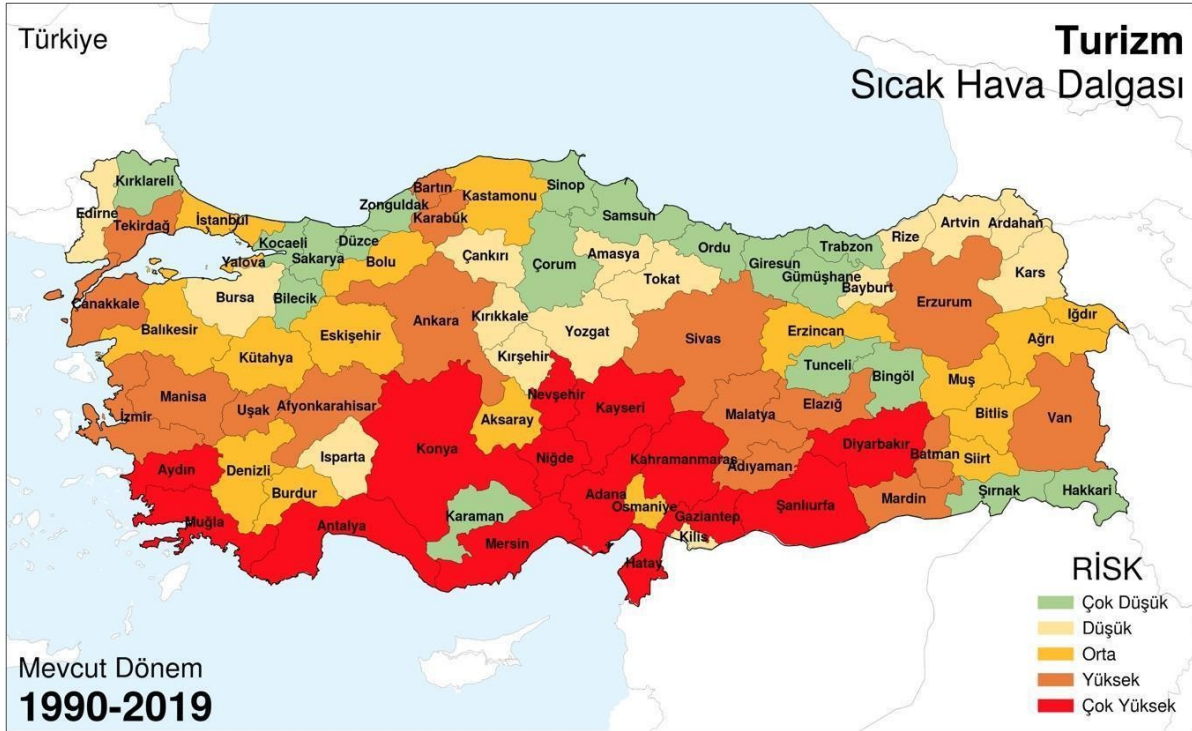 Türkiye
Turizm
Sıcak Hava Dalgası
Kırklareli
Edirne
Tekirdağ
İstanbul
Kocaeli
Yalova
Sakarya
Düzce
Zonguldak
Bartın
Karabük
Kastamonu
Sinop
Samsun
Ordu
Giresun
Trabzon
Gümüşhane
Rize
Artvin
Ardahan
Kars
Bayburt
Erzurum
Iğdır
Ağrı
Çanakkale
Balıkesir
Bursa
Bilecik
Bolu
Çankırı
Çorum
Amasya
Tokat
Kütahya
Eskişehir
Ankara
Kırıkkale
Kırşehir
Yozgat
Sivas
Erzincan
Tunceli
Bingöl
Muş
Bitlis
Van
Manisa
İzmir
Uşak
Afyonkarahisar
Konya
Aksaray
Nevşehir
Kayseri
Niğde
Malatya
Elazığ
Diyarbakır
Batman
Siirt
Aydın
Denizli
Isparta
Burdur
Kahramanmaraş
Adıyaman
Mardin
Şırnak
Hakkari
Muğla
Antalya
Karaman
Mersin
Adana
Osmaniye
Gaziantep
Kilis
Şanlıurfa
Hatay
RİSK
Çok Düşük
Düşük
Orta
Yüksek
Çok Yüksek
Mevcut Dönem
1990-2019